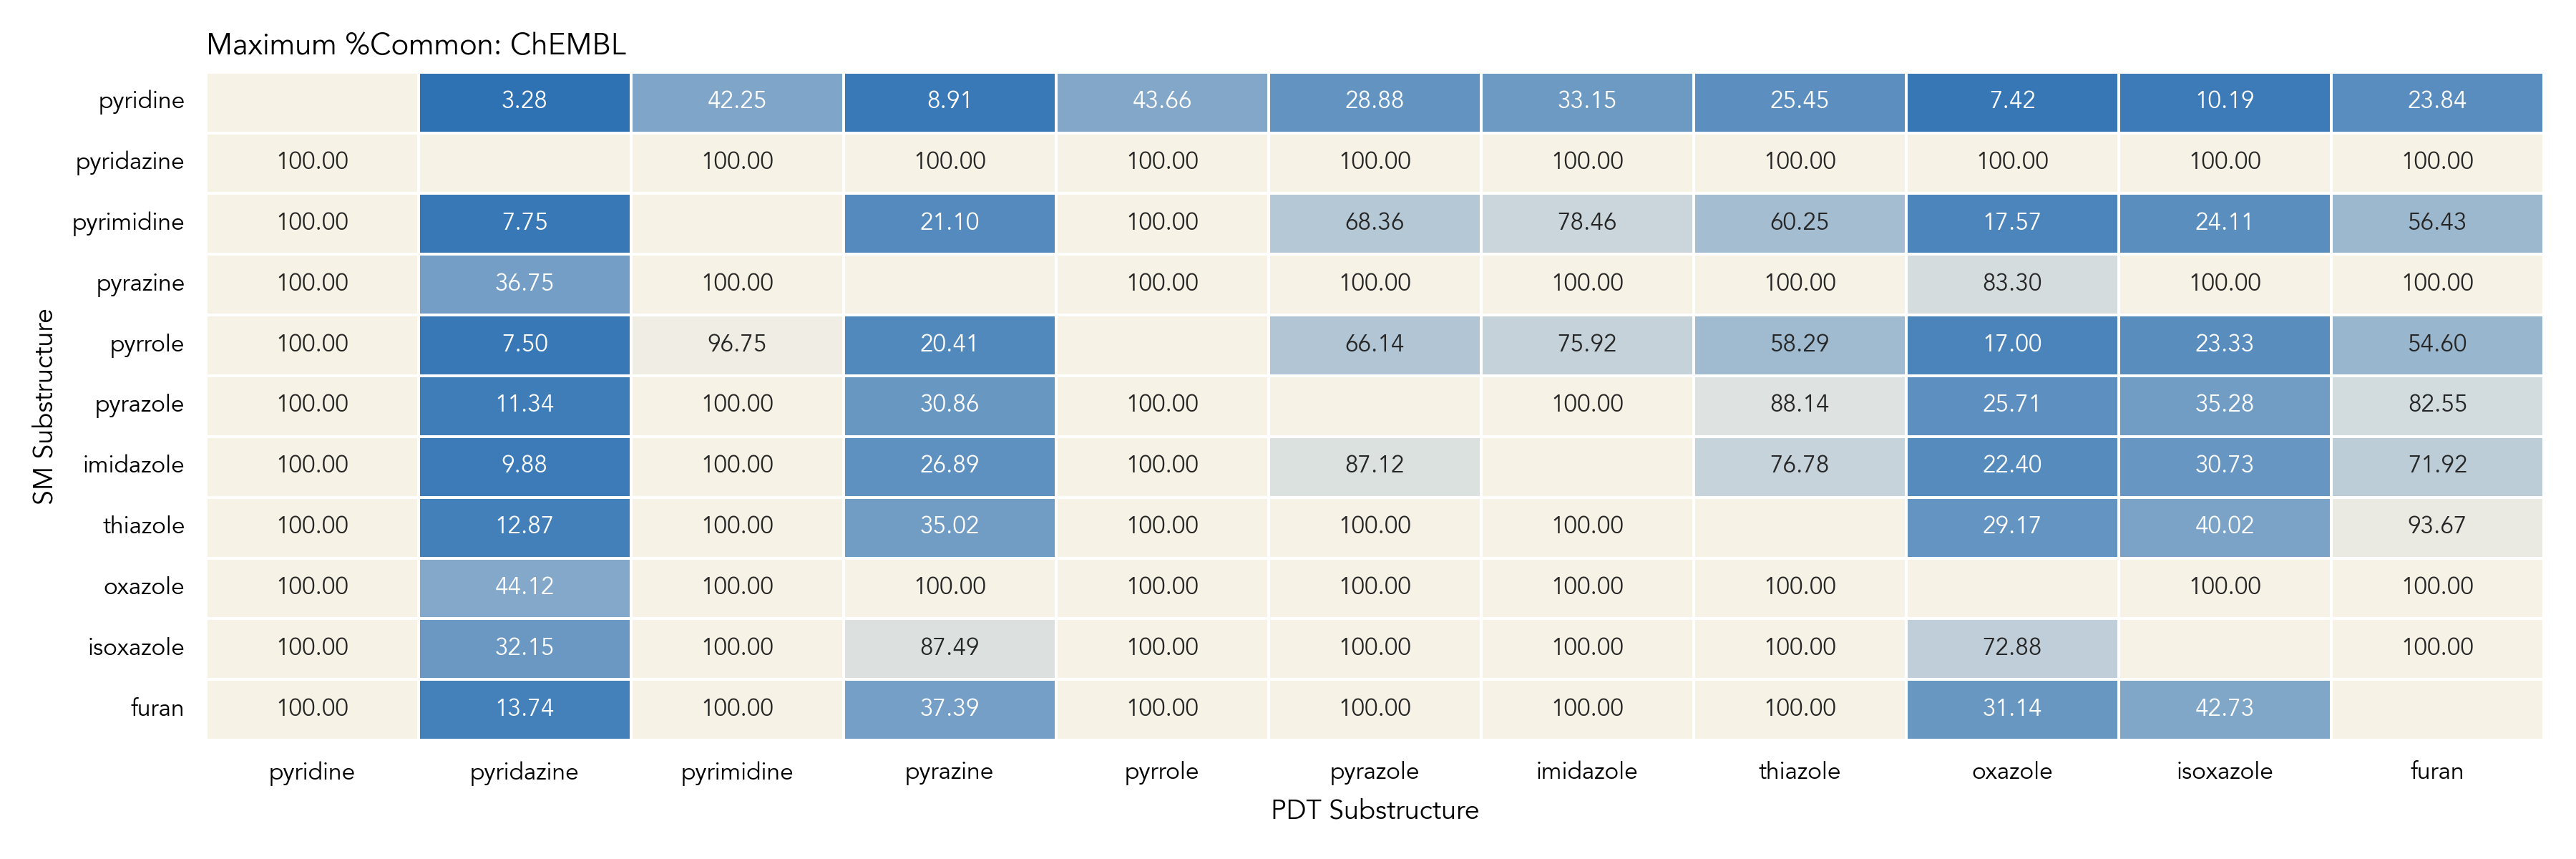 Maximum %Common: ChEMBL
pyridine 3.28 42.25 8.91 43.66 28.88 33.15 25.45 7.42 10.19 23.84
pyridazine 100.00 100.00 100.00 100.00 100.00 100.00 100.00 100.00 100.00 100.00
pyrimidine 100.00 7.75 21.10 100.00 68.36 78.46 60.25 17.57 24.11 56.43
pyrazine 100.00 36.75 100.00 100.00 100.00 100.00 100.00 83.30 100.00 100.00
pyrrole 100.00 7.50 96.75 20.41 66.14 75.92 58.29 17.00 23.33 54.60
pyrazole 100.00 11.34 100.00 30.86 100.00 100.00 88.14 25.71 35.28 82.55
imidazole 100.00 9.88 100.00 26.89 100.00 87.12 76.78 22.40 30.73 71.92
thiazole 100.00 12.87 100.00 35.02 100.00 100.00 100.00 29.17 40.02 93.67
oxazole 100.00 44.12 100.00 100.00 100.00 100.00 100.00 100.00 100.00 100.00
isoxazole 100.00 32.15 100.00 87.49 100.00 100.00 100.00 100.00 72.88 100.00
furan 100.00 13.74 100.00 37.39 100.00 100.00 100.00 100.00 31.14 42.73
SM Substructure
pyridine pyridazine pyrimidine pyrazine pyrrole pyrazole imidazole thiazole oxazole isoxazole furan
PDT Substructure